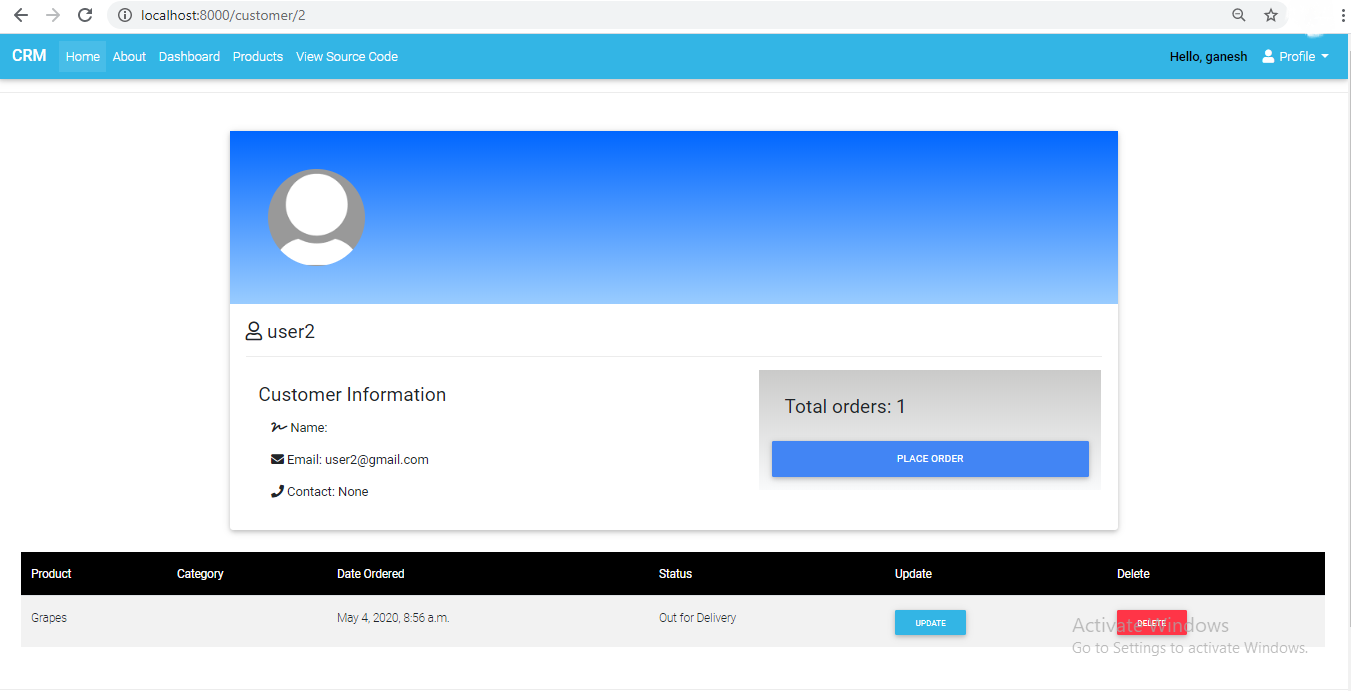 localhost:8000/customer/2
CRM Home About Dashboard Products View Source Code Hello, ganesh Profile
user2
Customer Information
Name:
Email: user2@gmail.com
Contact: None
Total orders: 1
PLACE ORDER
Product Category Date Ordered Status Update Delete
Grapes May 4, 2020, 8:56 a.m. Out for Delivery UPDATE DELETE
Activate Windows
Go to Settings to activate Windows.